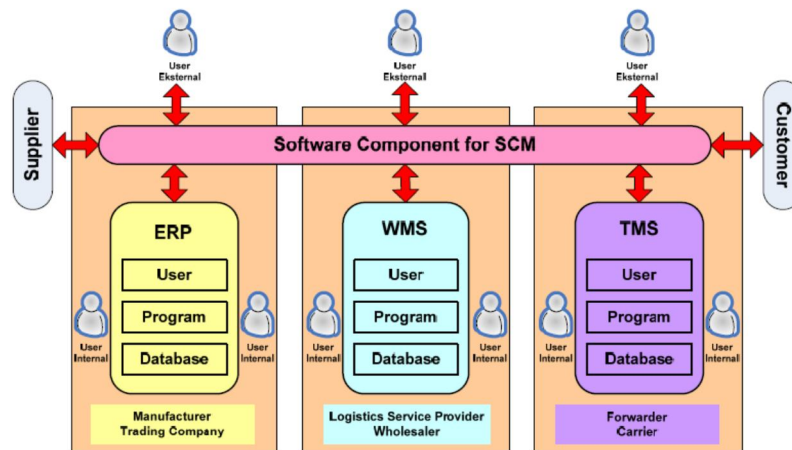 User
Eksternal
User
Eksternal
User
Eksternal
Supplier
Software Component for SCM
Customer
ERP
User
Program
Database
User
Internal
User
Internal
Manufacturer
Trading Company
WMS
User
Program
Database
User
Internal
User
Internal
Logistics Service Provider
Wholesaler
TMS
User
Program
Database
User
Internal
User
Internal
Forwarder
Carrier